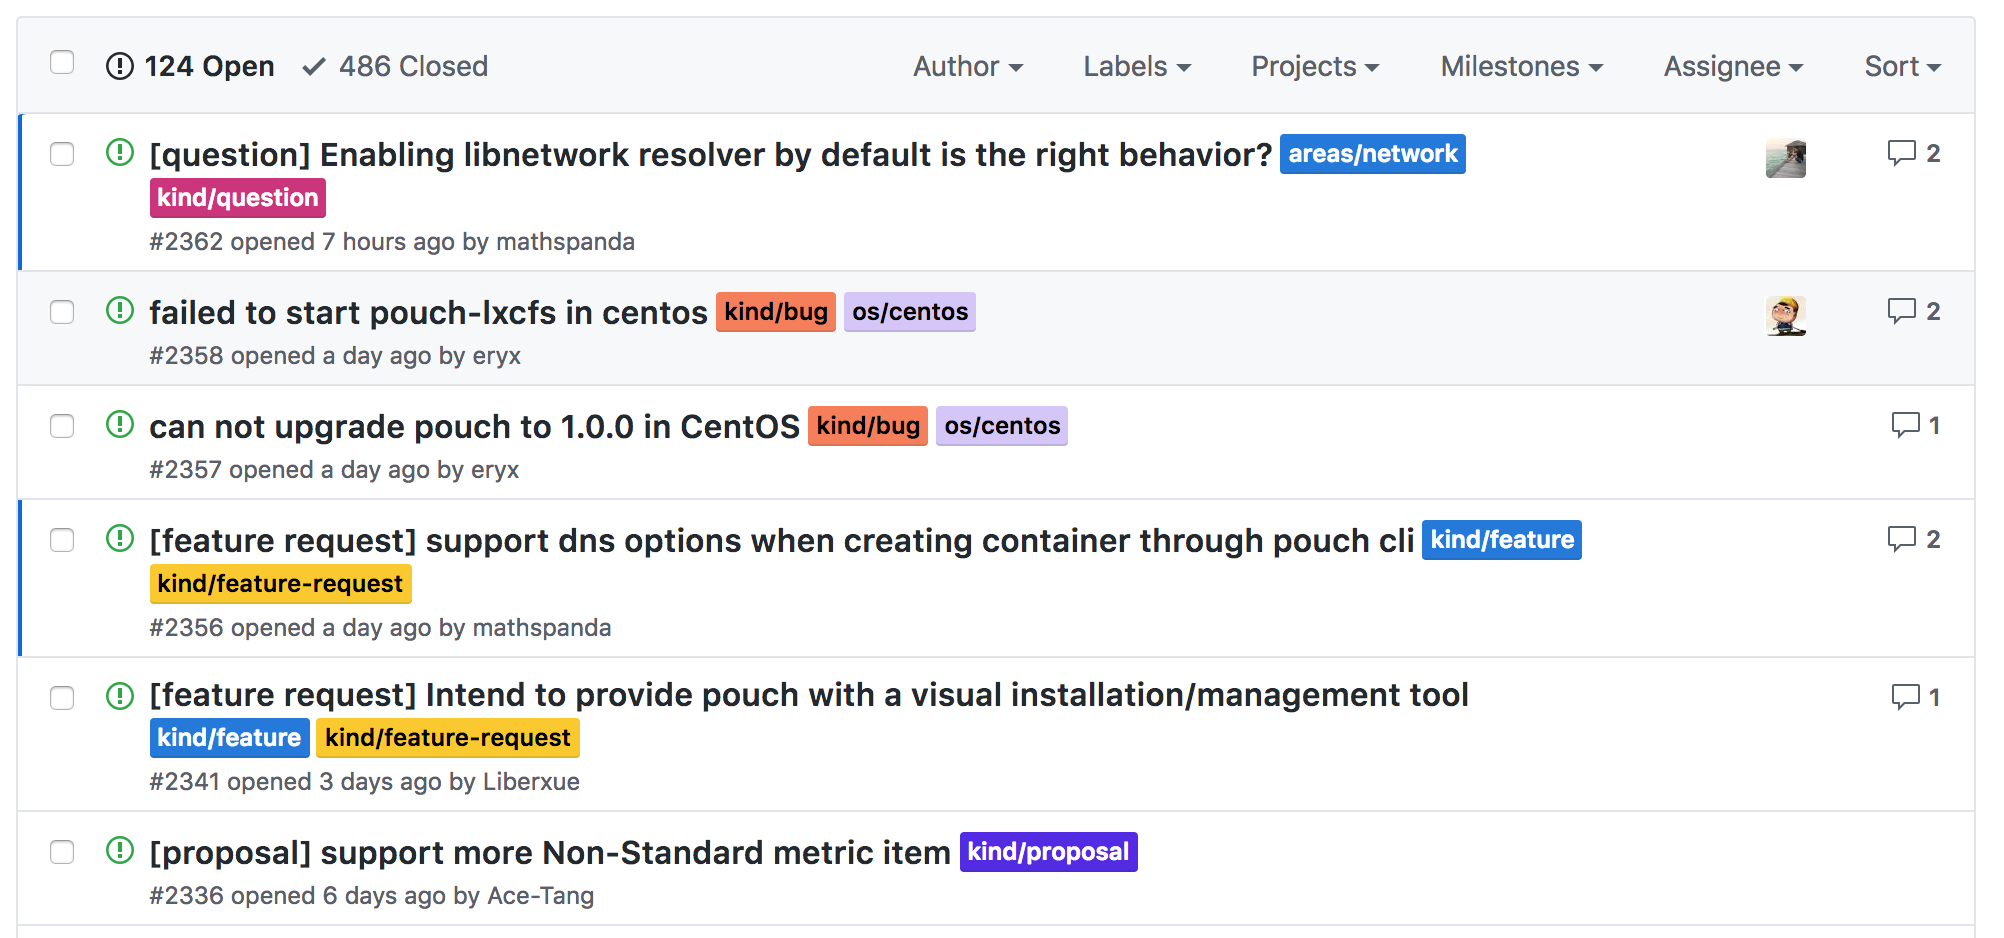 124 Open 486 Closed Author Labels Projects Milestones Assignee Sort
[question] Enabling libnetwork resolver by default is the right behavior? areas/network 2
kind/question
#2362 opened 7 hours ago by mathspanda
failed to start pouch-lxcfs in centos kind/bug os/centos 2
#2358 opened a day ago by eryx
can not upgrade pouch to 1.0.0 in CentOS kind/bug os/centos 1
#2357 opened a day ago by eryx
[feature request] support dns options when creating container through pouch cli kind/feature 2
kind/feature-request
#2356 opened a day ago by mathspanda
[feature request] Intend to provide pouch with a visual installation/management tool 1
kind/feature kind/feature-request
#2341 opened 3 days ago by Liberxue
[proposal] support more Non-Standard metric item kind/proposal
#2336 opened 6 days ago by Ace-Tang